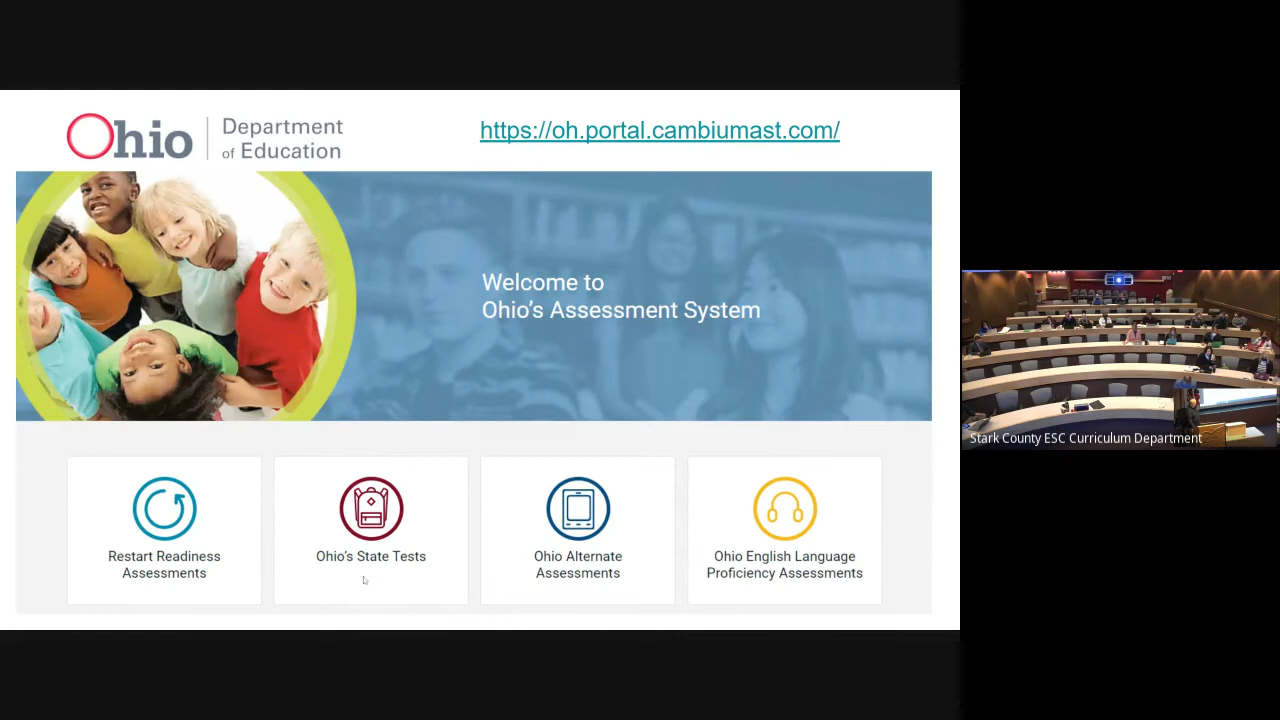 Ohio
Department
of Education
https://oh.portal.cambiumast.com/
Welcome to
Ohio’s Assessment System
Restart Readiness
Assessments
Ohio’s State Tests
Ohio Alternate
Assessments
Ohio English Language
Proficiency Assessments
Stark County ESC Curriculum Department